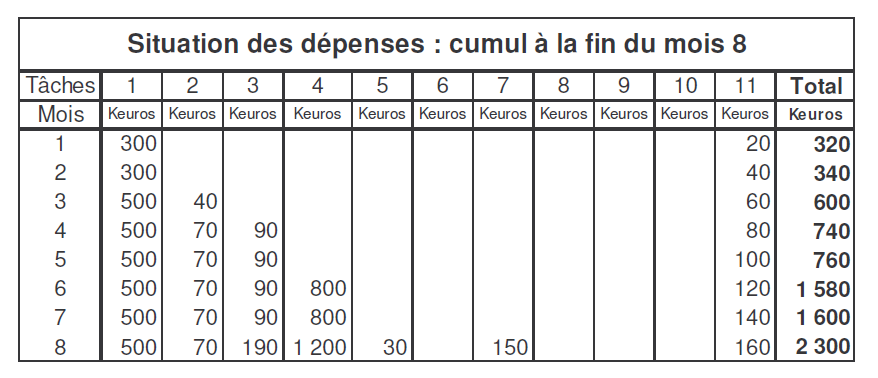 Situation des dépenses : cumul à la fin du mois 8
Tâches 1 2 3 4 5 6 7 8 9 10 11 Total
Mois Keuros Keuros Keuros Keuros Keuros Keuros Keuros Keuros Keuros Keuros Keuros Keuros
1 300 20 320
2 300 40 340
3 500 40 60 600
4 500 70 90 80 740
5 500 70 90 100 760
6 500 70 90 800 120 1 580
7 500 70 90 800 140 1 600
8 500 70 190 1 200 30 150 160 2 300